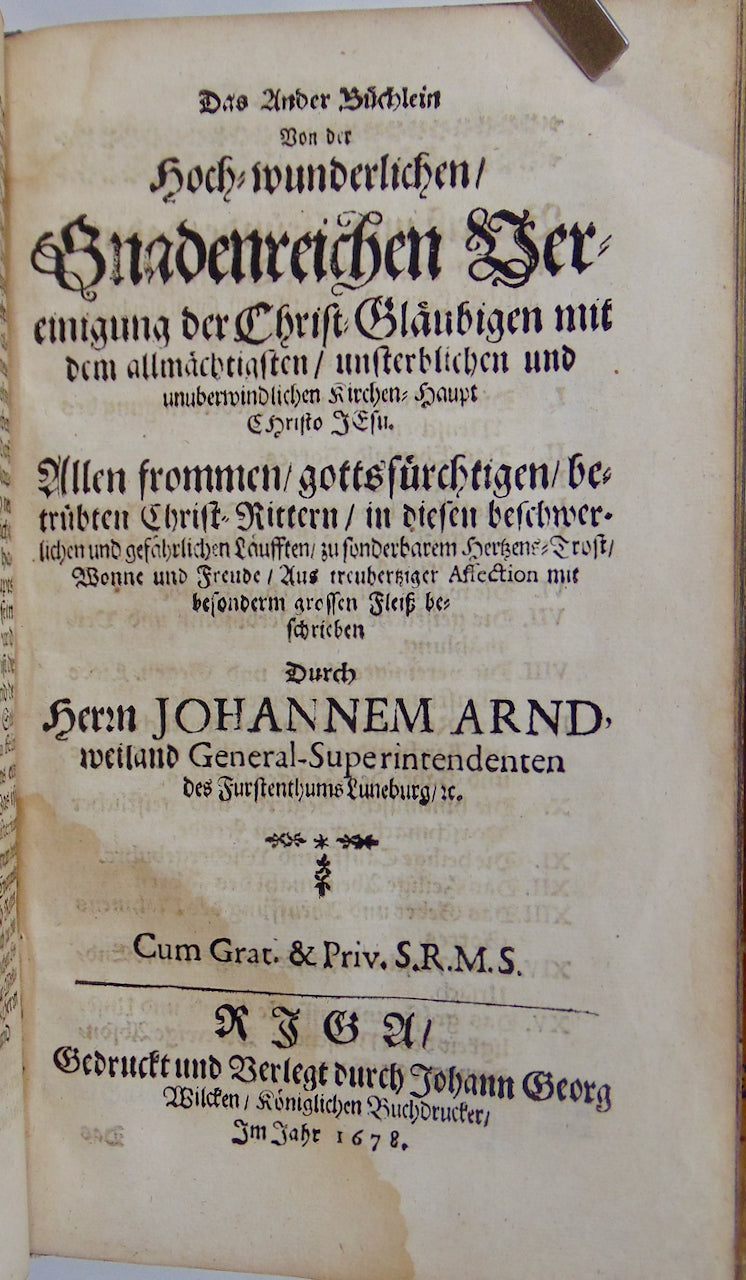 Das Ander Büchlein
Von der
Hoch-wunderlichen/
Gnadenreichen Ver-
einigung der Christ-Gläubigen mit
dem allmächtigsten / unsterblichen und
unuberwindlichen Kirchen-Haupt
CHristo JEsu.
Allen frommen/ gottsfürchtigen/ be-
trübten Christ-Rittern / in diesen beschwer-
lichen und gefährlichen Läufften/ zu sonderbarem Hertzens-Trost/
Wonne und Freude / Aus treuhertziger Affection mit
besonderm grossen Fleiß be-
schrieben
Durch
Herrn JOHANNEM ARND,
weiland General-Superintendenten
des Furstenthums Luneburg/ ꝛc.
Cum Grat. & Priv. S.R.M.S.
RJGA/
Gedruckt und Verlegt durch Johann Georg
Wilcken / Königlichen Buchdrucker/
Jm Jahr 1678.